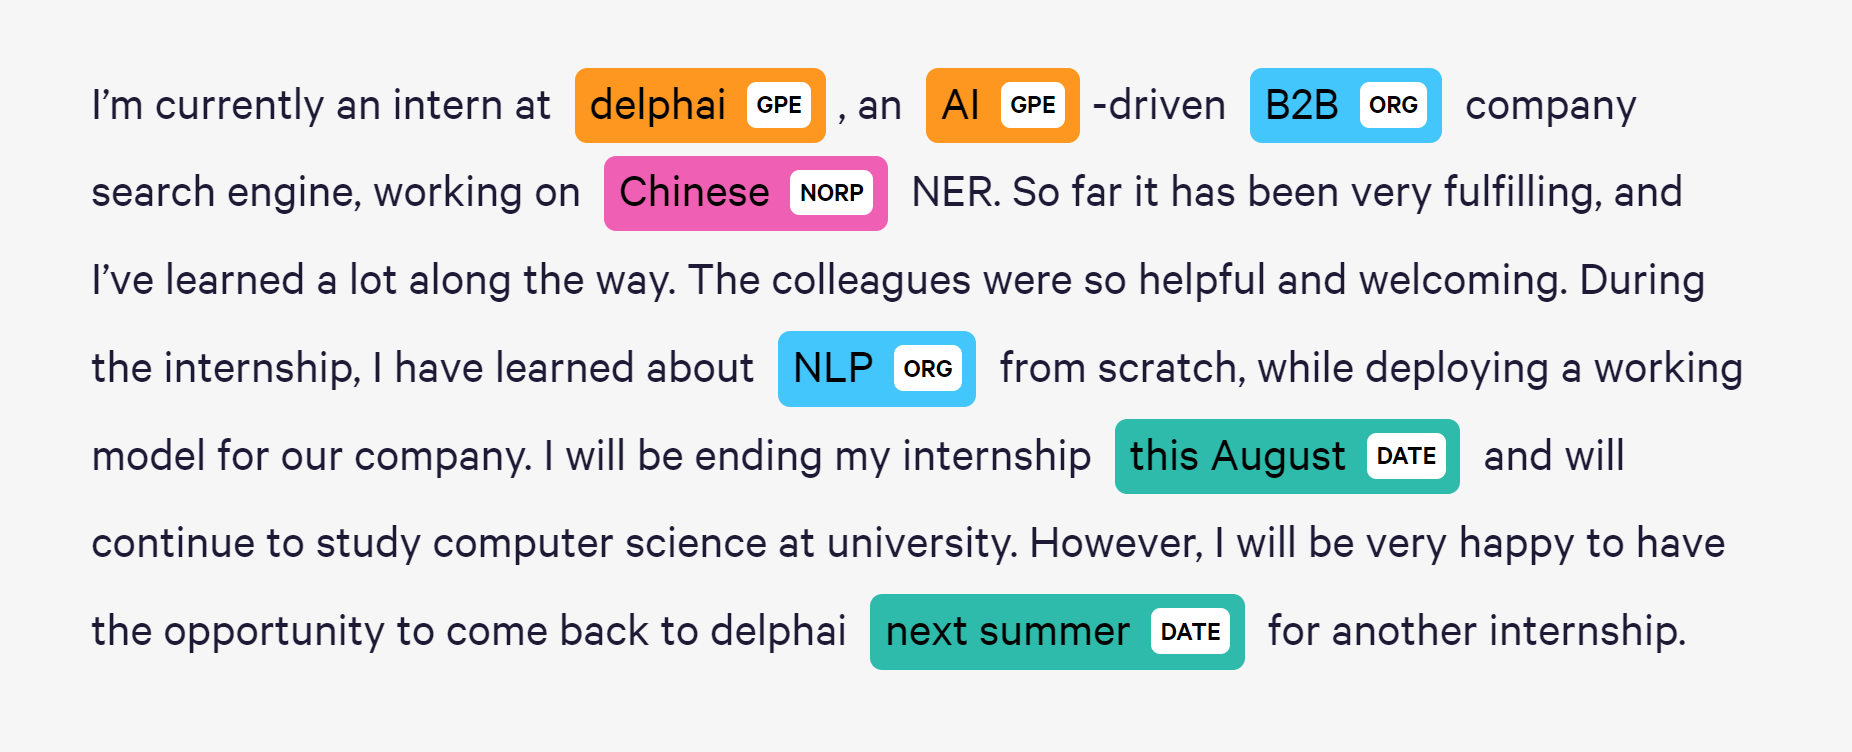 I’m currently an intern at delphai GPE , an AI GPE -driven B2B ORG company
search engine, working on Chinese NORP NER. So far it has been very fulfilling, and
I’ve learned a lot along the way. The colleagues were so helpful and welcoming. During
the internship, I have learned about NLP ORG from scratch, while deploying a working
model for our company. I will be ending my internship this August DATE and will
continue to study computer science at university. However, I will be very happy to have
the opportunity to come back to delphai next summer DATE for another internship.